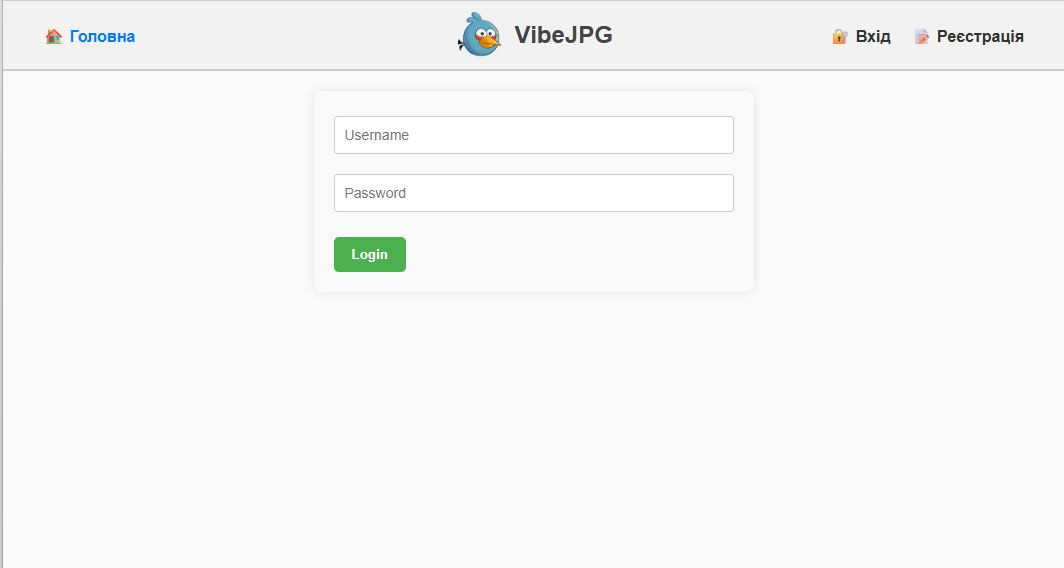 Головна
VibeJPG
Вхід
Реєстрація
Username
Password
Login